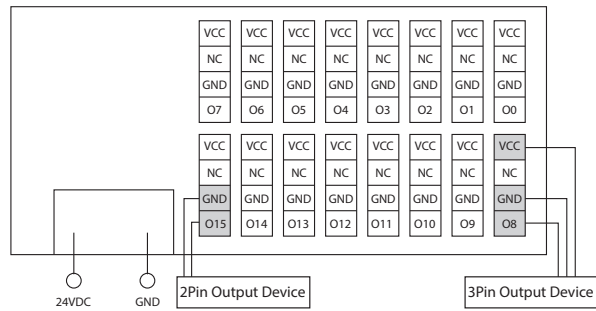 VCC VCC VCC VCC VCC VCC VCC VCC
NC NC NC NC NC NC NC NC
GND GND GND GND GND GND GND GND
O7 O6 O5 O4 O3 O2 O1 O0
VCC VCC VCC VCC VCC VCC VCC VCC
NC NC NC NC NC NC NC NC
GND GND GND GND GND GND GND GND
O15 O14 O13 O12 O11 O10 O9 O8
24VDC GND
2Pin Output Device 3Pin Output Device